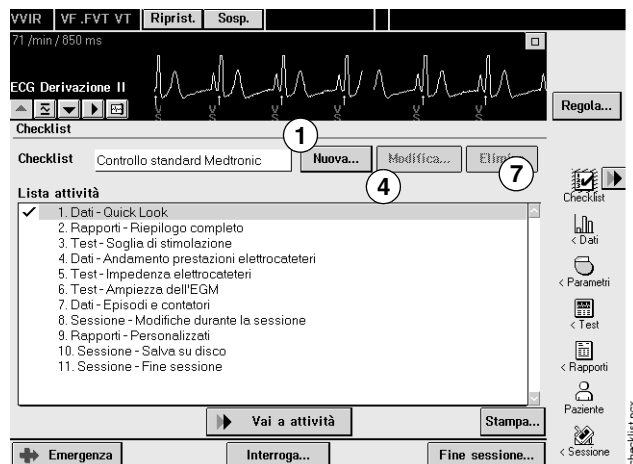 VVIR VF .FVT VT Riprist. Sosp.
71 /min / 850 ms
ECG Derivazione II
V S V S V S V S V S V S
Regola...
Checklist
1
Checklist Controllo standard Medtronic Nuova... Modifica... Elimin
4 7
Lista attività
✓ 1. Dati - Quick Look
2. Rapporti - Riepilogo completo
3. Test - Soglia di stimolazione
4. Dati - Andamento prestazioni elettrocateteri
5. Test - Impedenza elettrocateteri
6. Test - Ampiezza dell'EGM
7. Dati - Episodi e contatori
8. Sessione - Modifiche durante la sessione
9. Rapporti - Personalizzati
10. Sessione - Salva su disco
11. Sessione - Fine sessione
Vai a attività Stampa...
Emergenza Interroga... Fine sessione...
Checklist
< Dati
< Parametri
< Test
< Rapporti
Paziente
< Sessione
checklist.pcx